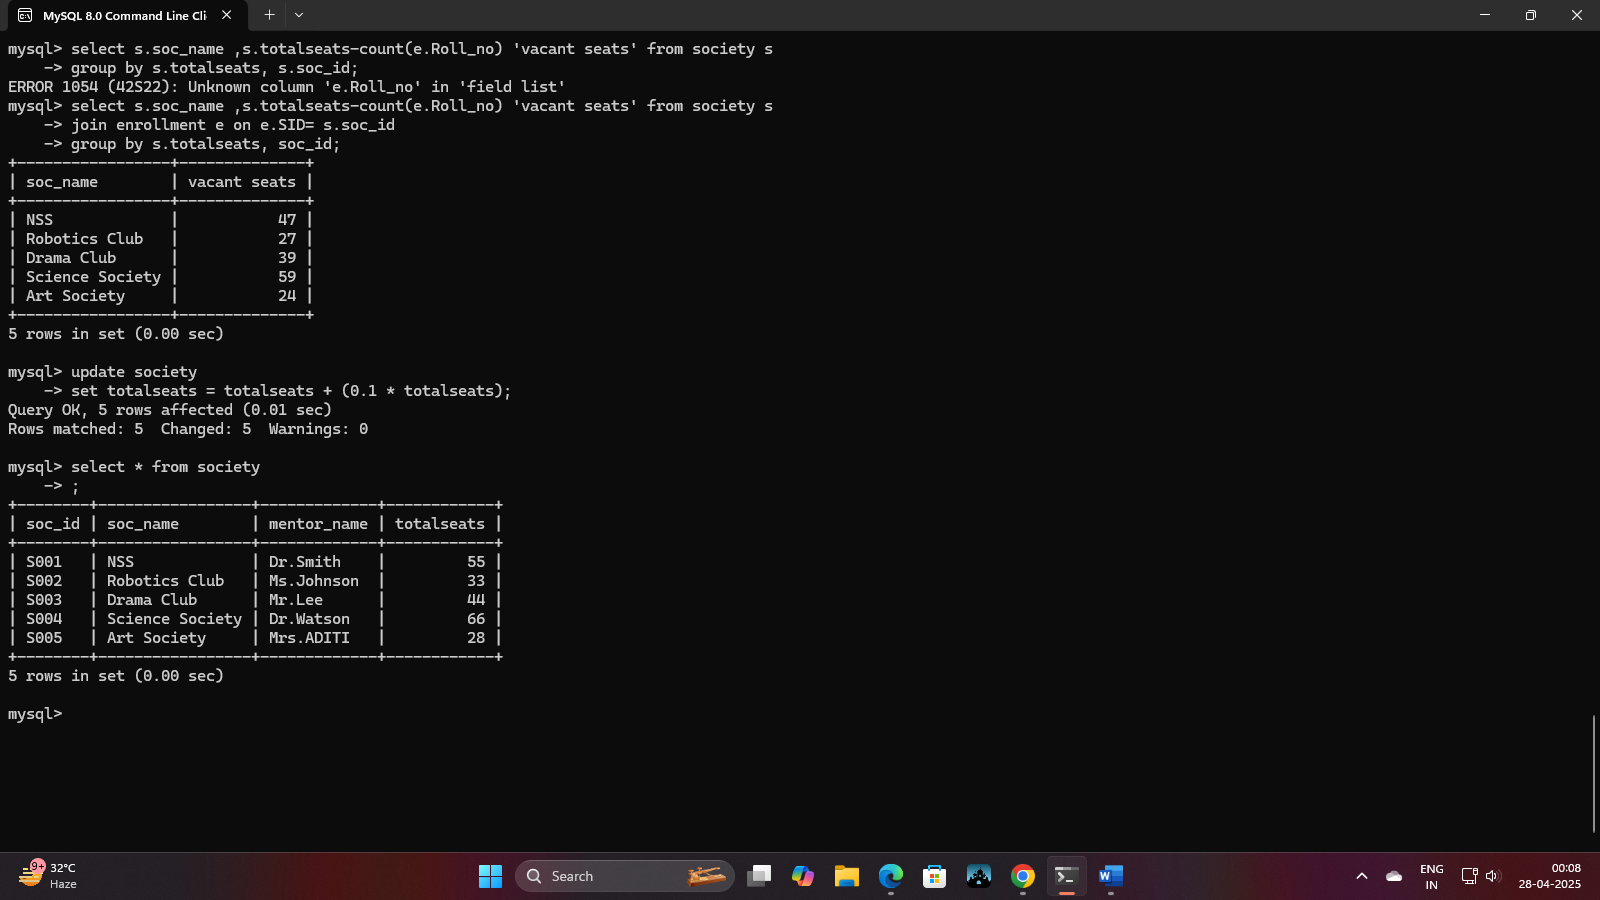 MySQL 8.0 Command Line Cli
mysql> select s.soc_name ,s.totalseats-count(e.Roll_no) 'vacant seats' from society s
    -> group by s.totalseats, s.soc_id;
ERROR 1054 (42S22): Unknown column 'e.Roll_no' in 'field list'
mysql> select s.soc_name ,s.totalseats-count(e.Roll_no) 'vacant seats' from society s
    -> join enrollment e on e.SID= s.soc_id
    -> group by s.totalseats, soc_id;
+-----------------+--------------+
| soc_name        | vacant seats |
+-----------------+--------------+
| NSS             |           47 |
| Robotics Club   |           27 |
| Drama Club      |           39 |
| Science Society |           59 |
| Art Society     |           24 |
+-----------------+--------------+
5 rows in set (0.00 sec)
mysql> update society
    -> set totalseats = totalseats + (0.1 * totalseats);
Query OK, 5 rows affected (0.01 sec)
Rows matched: 5  Changed: 5  Warnings: 0
mysql> select * from society
    -> ;
+--------+-----------------+-------------+------------+
| soc_id | soc_name        | mentor_name | totalseats |
+--------+-----------------+-------------+------------+
| S001   | NSS             | Dr.Smith    |         55 |
| S002   | Robotics Club   | Ms.Johnson  |         33 |
| S003   | Drama Club      | Mr.Lee      |         44 |
| S004   | Science Society | Dr.Watson   |         66 |
| S005   | Art Society     | Mrs.ADITI   |         28 |
+--------+-----------------+-------------+------------+
5 rows in set (0.00 sec)
mysql>
9+
32°C
Haze
Search
ENG
IN
00:08
28-04-2025